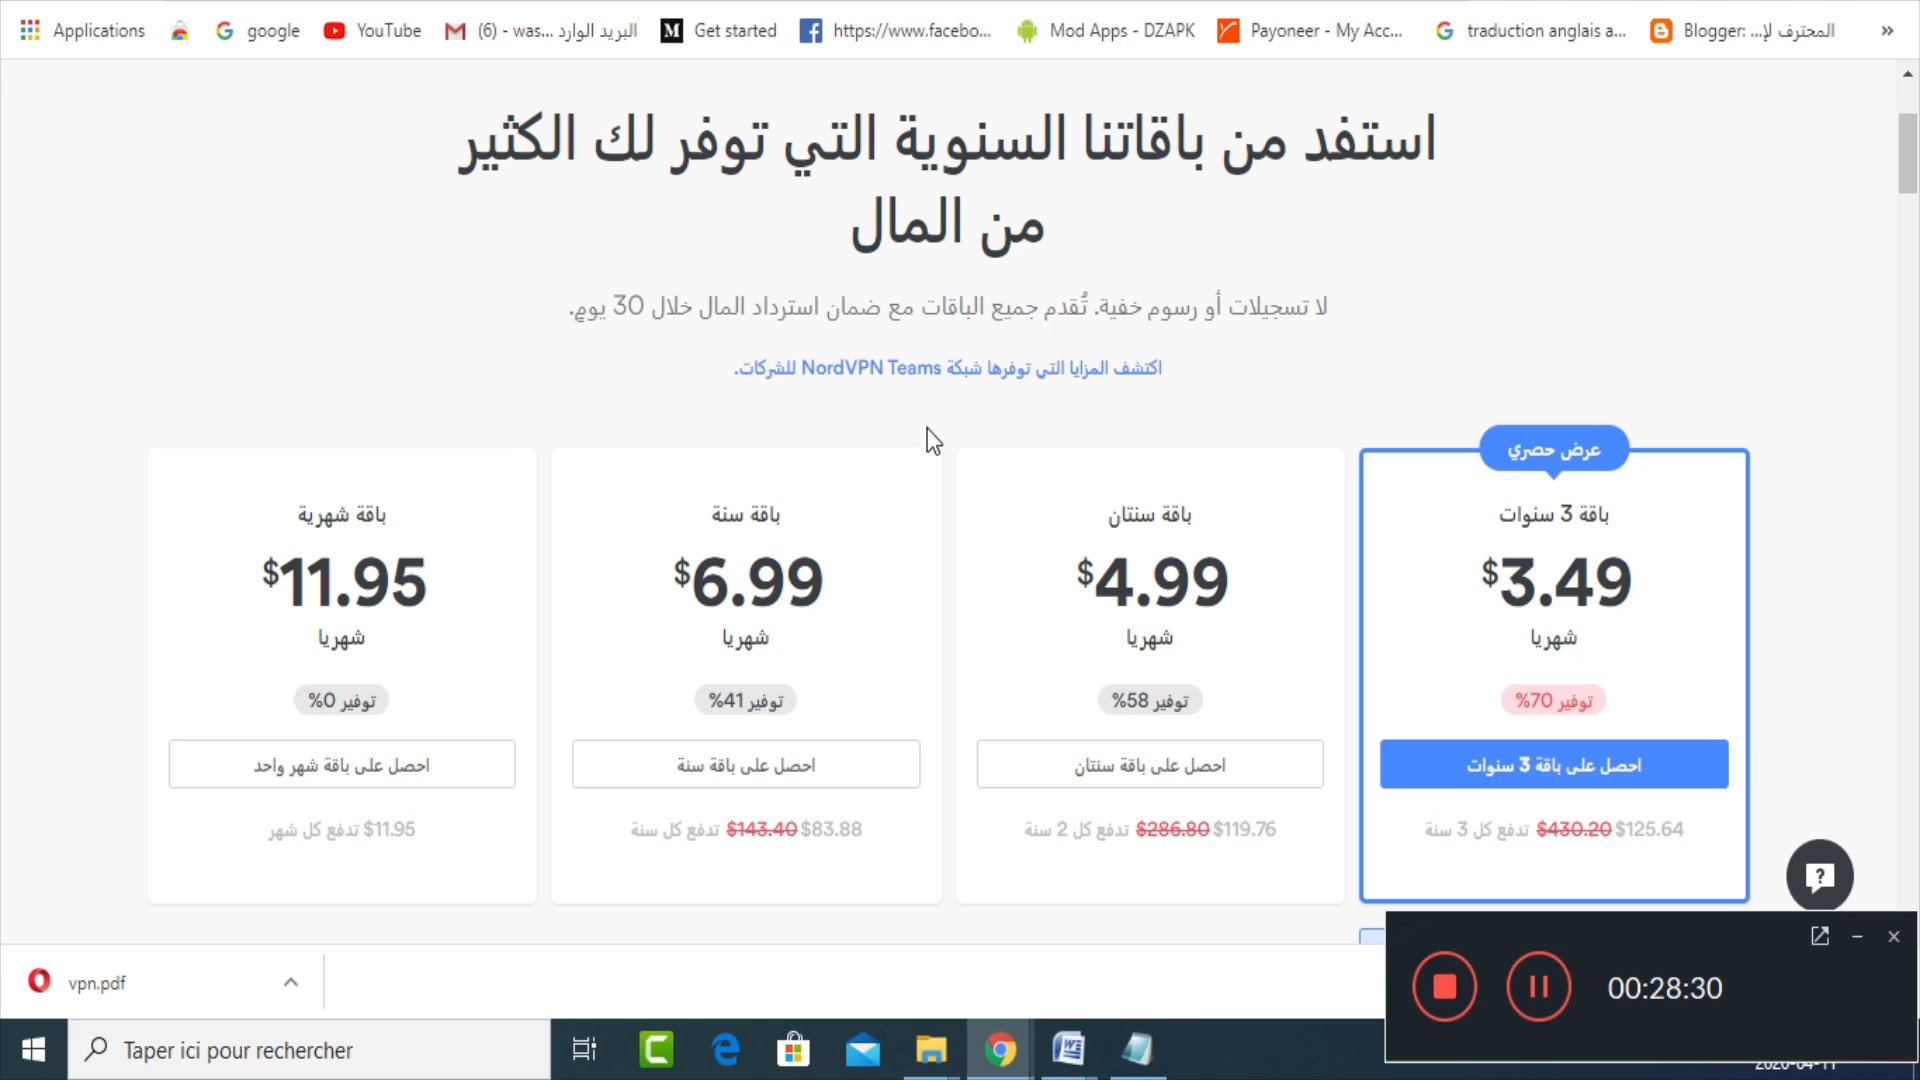 Applications
google
YouTube
(6) - was... البريد الوارد
Get started
https://www.facebo...
Mod Apps - DZAPK
Payoneer - My Acc...
traduction anglais a...
Blogger: ...المحترف لإ
»
استفد من باقاتنا السنوية التي توفر لك الكثير
من المال
لا تسجيلات أو رسوم خفية. تُقدم جميع الباقات مع ضمان استرداد المال خلال 30 يومٍ.
اكتشف المزايا التي توفرها شبكة NordVPN Teams للشركات.
عرض حصري
باقة 3 سنوات
$3.49
شهريا
توفير 70%
احصل على باقة 3 سنوات
$125.64 $430.20 تدفع كل 3 سنة
باقة سنتان
$4.99
شهريا
توفير 58%
احصل على باقة سنتان
$119.76 $286.80 تدفع كل 2 سنة
باقة سنة
$6.99
شهريا
توفير 41%
احصل على باقة سنة
$83.88 $143.40 تدفع كل سنة
باقة شهرية
$11.95
شهريا
توفير 0%
احصل على باقة شهر واحد
$11.95 تدفع كل شهر
vpn.pdf
00:28:30
Taper ici pour rechercher